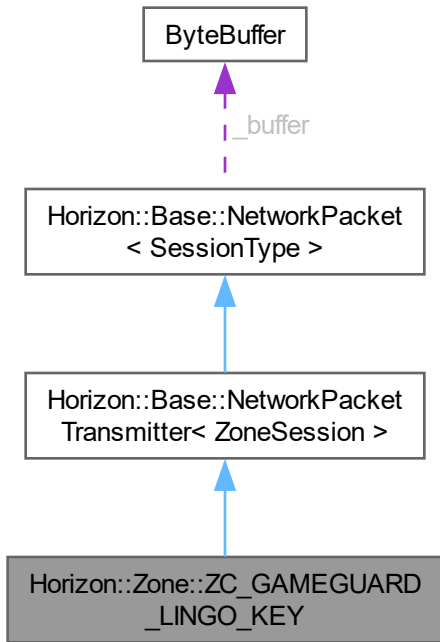 ByteBuffer
_buffer
Horizon::Base::NetworkPacket
< SessionType >
Horizon::Base::NetworkPacket
Transmitter< ZoneSession >
Horizon::Zone::ZC_GAMEGUARD
_LINGO_KEY